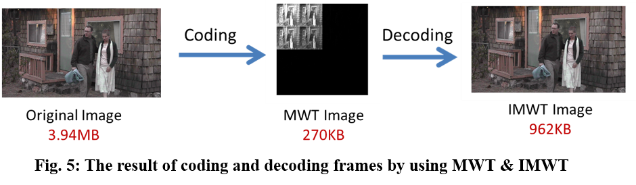 Coding
Decoding
Original Image
3.94MB
MWT Image
270KB
IMWT Image
962KB
Fig. 5: The result of coding and decoding frames by using MWT & IMWT